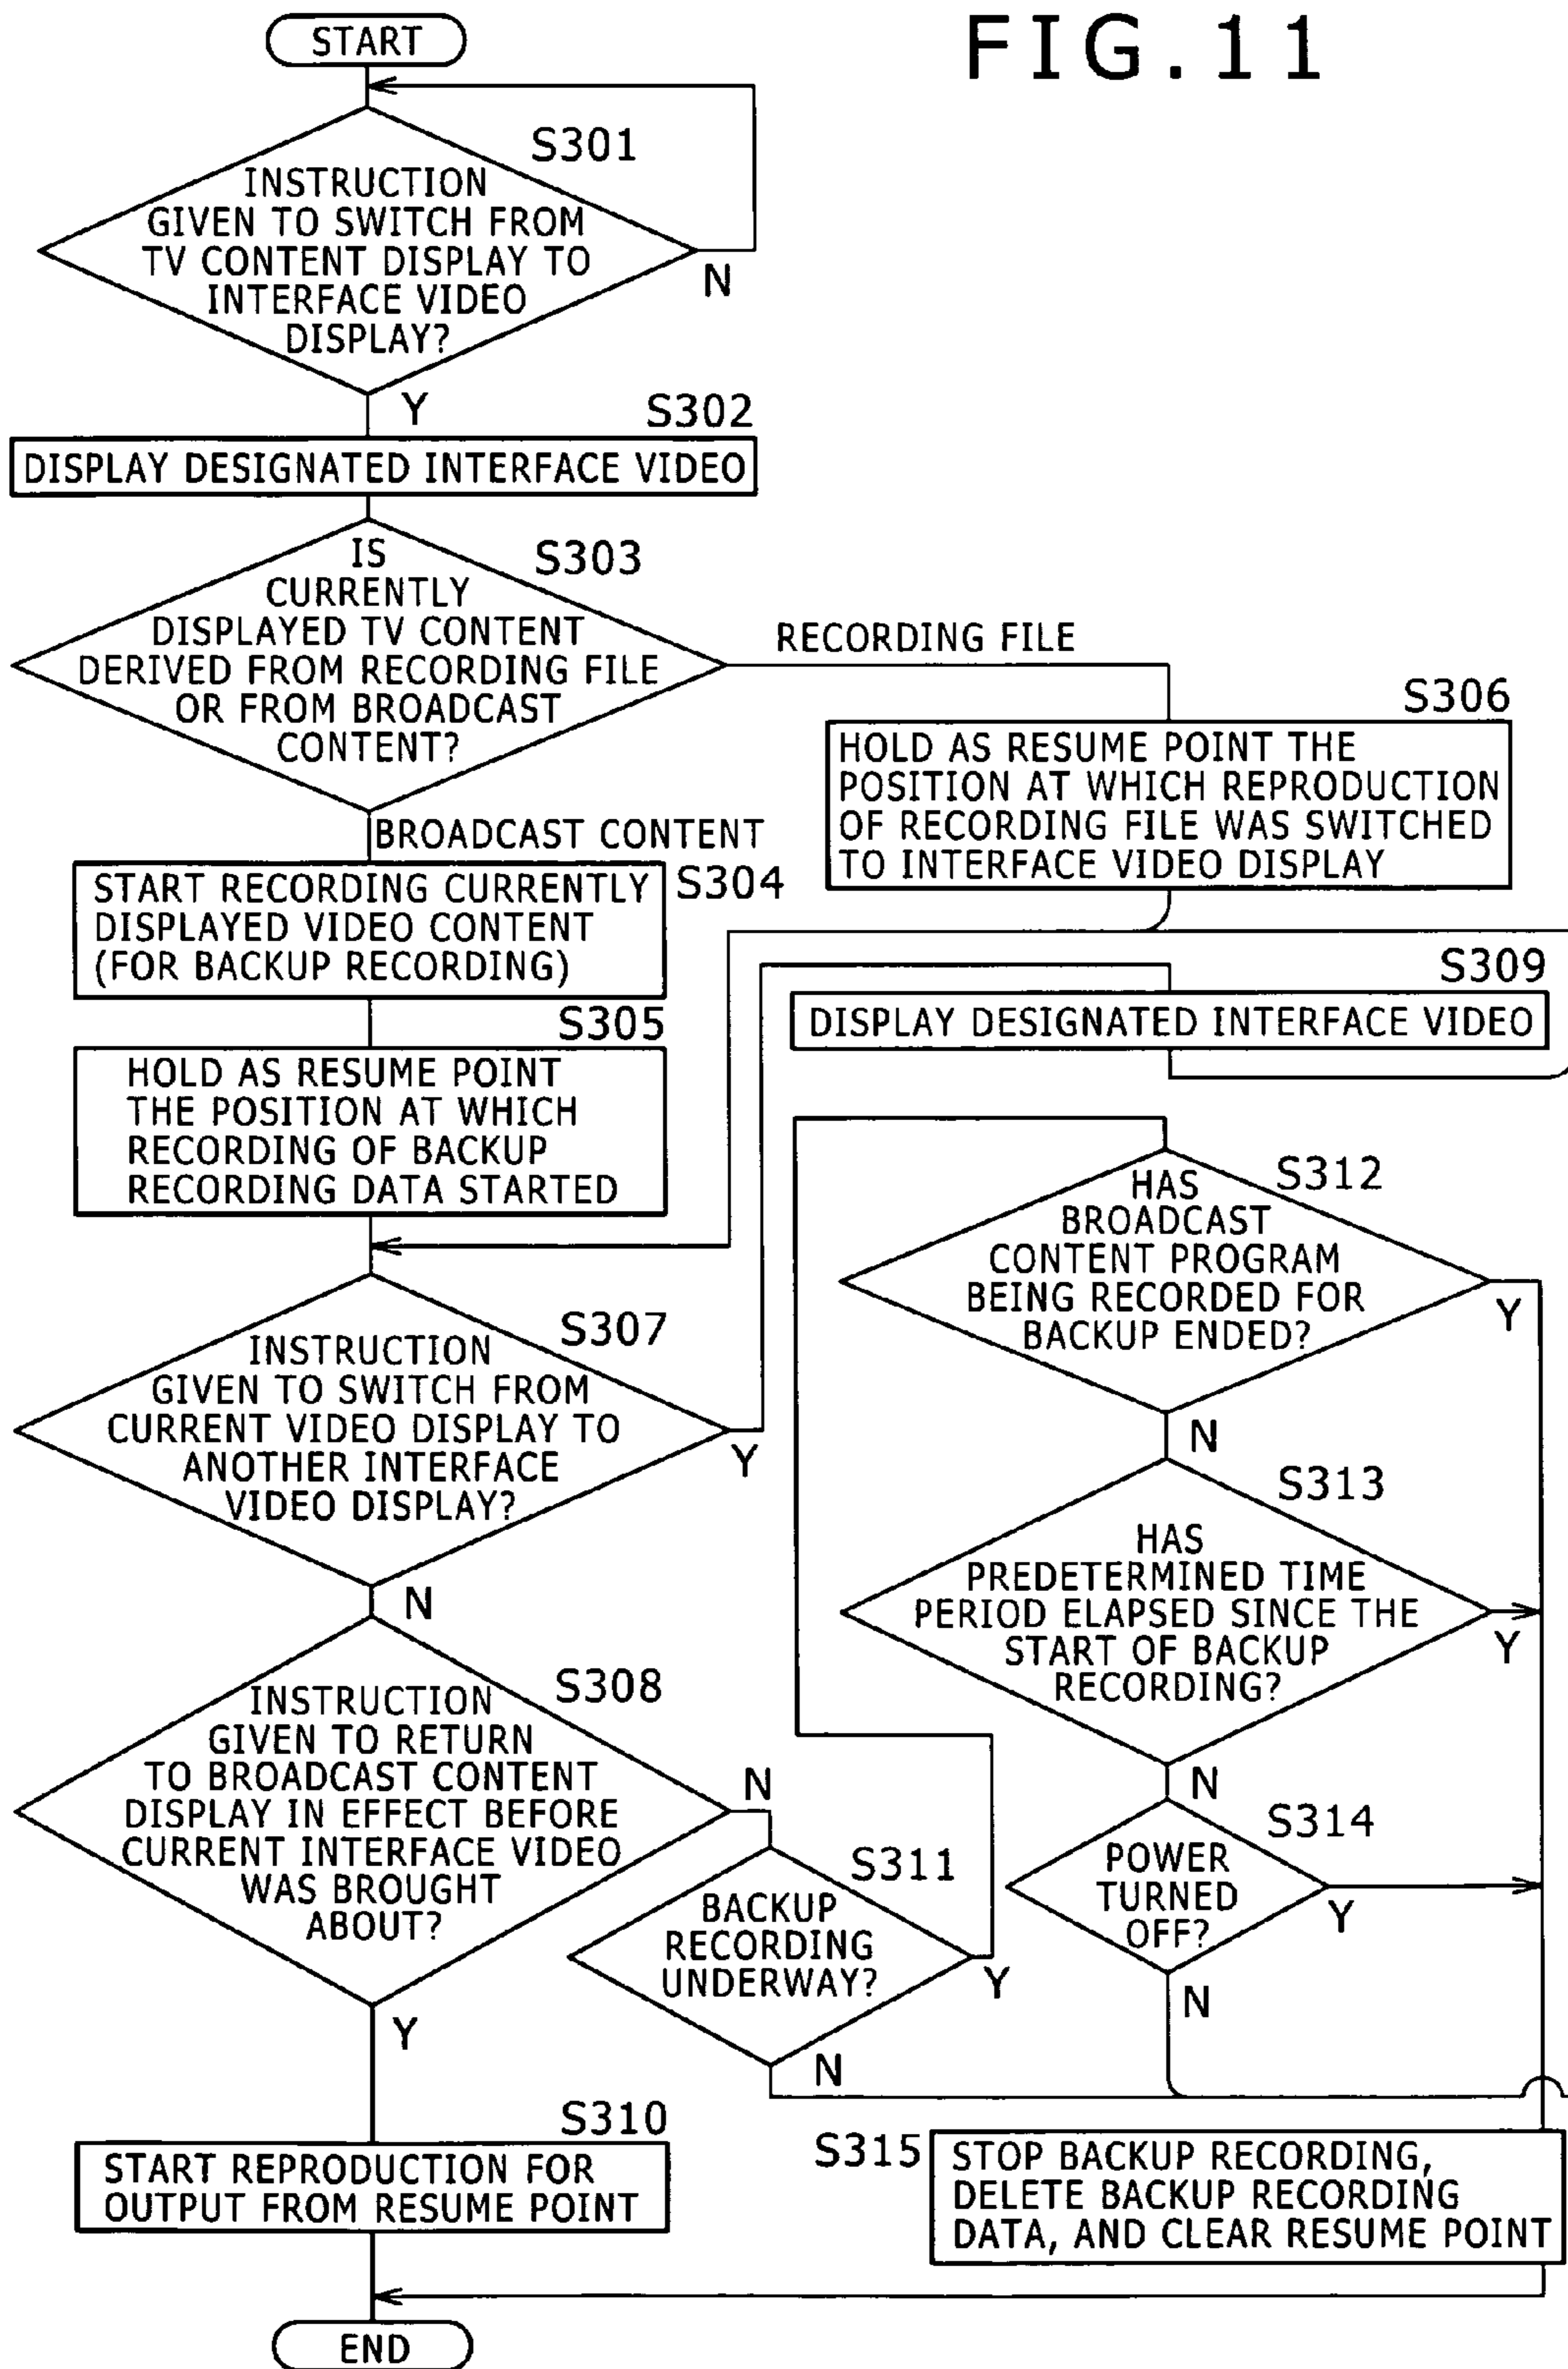 FIG.11
START
S301
INSTRUCTION
GIVEN TO SWITCH FROM
TV CONTENT DISPLAY TO
INTERFACE VIDEO
DISPLAY?
N
Y
S302
DISPLAY DESIGNATED INTERFACE VIDEO
S303
IS
CURRENTLY
DISPLAYED TV CONTENT
DERIVED FROM RECORDING FILE
OR FROM BROADCAST
CONTENT?
RECORDING FILE
BROADCAST CONTENT
S306
HOLD AS RESUME POINT THE
POSITION AT WHICH REPRODUCTION
OF RECORDING FILE WAS SWITCHED
TO INTERFACE VIDEO DISPLAY
S304
START RECORDING CURRENTLY
DISPLAYED VIDEO CONTENT
(FOR BACKUP RECORDING)
S305
HOLD AS RESUME POINT
THE POSITION AT WHICH
RECORDING OF BACKUP
RECORDING DATA STARTED
S309
DISPLAY DESIGNATED INTERFACE VIDEO
S307
INSTRUCTION
GIVEN TO SWITCH FROM
CURRENT VIDEO DISPLAY TO
ANOTHER INTERFACE
VIDEO DISPLAY?
Y
N
S308
INSTRUCTION
GIVEN TO RETURN
TO BROADCAST CONTENT
DISPLAY IN EFFECT BEFORE
CURRENT INTERFACE VIDEO
WAS BROUGHT
ABOUT?
N
Y
S311
BACKUP
RECORDING
UNDERWAY?
Y
N
S312
HAS
BROADCAST
CONTENT PROGRAM
BEING RECORDED FOR
BACKUP ENDED?
Y
N
S313
HAS
PREDETERMINED TIME
PERIOD ELAPSED SINCE THE
START OF BACKUP
RECORDING?
Y
N
S314
POWER
TURNED
OFF?
Y
N
S310
START REPRODUCTION FOR
OUTPUT FROM RESUME POINT
S315
STOP BACKUP RECORDING,
DELETE BACKUP RECORDING
DATA, AND CLEAR RESUME POINT
END